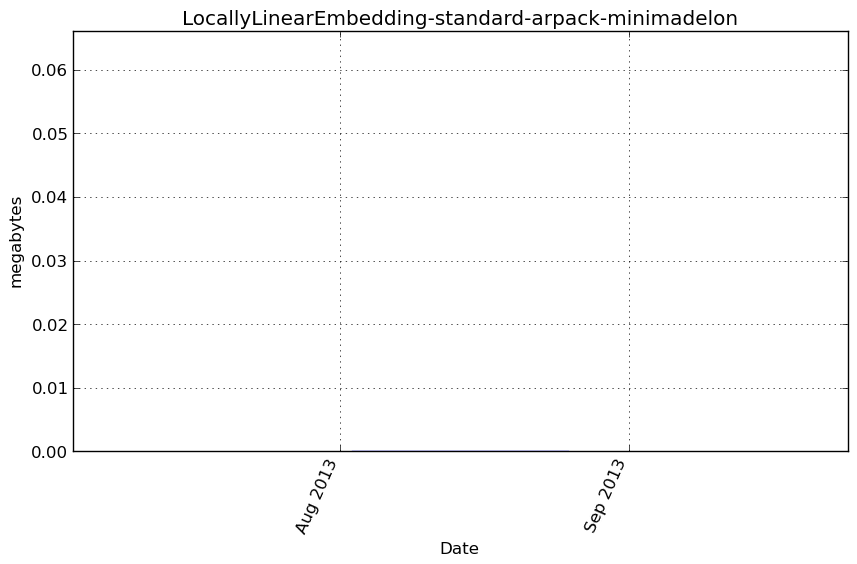 LocallyLinearEmbedding-standard-arpack-minimadelon
0.06
0.05
0.04
0.03
0.02
0.01
0.00
megabytes
Aug 2013
Sep 2013
Date